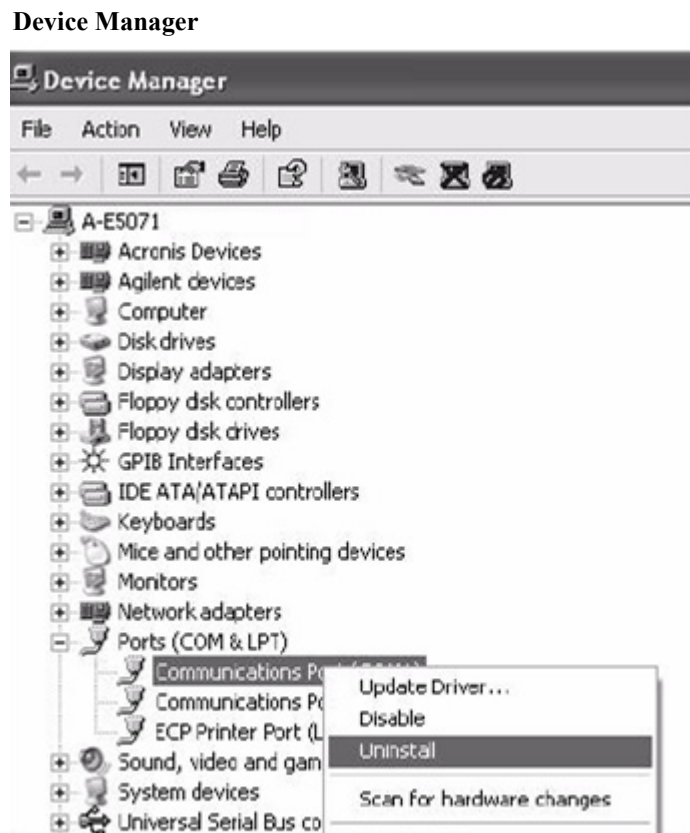 Device Manager
Device Manager
File Action View Help
A-E5071
Acronis Devices
Agilent devices
Computer
Disk drives
Display adapters
Floppy disk controllers
Floppy disk drives
GPIB Interfaces
IDE ATA/ATAPI controllers
Keyboards
Mice and other pointing devices
Monitors
Network adapters
Ports (COM & LPT)
Communications Po
Communications Po
ECP Printer Port (L
Sound, video and gam
System devices
Universal Serial Bus co
Update Driver...
Disable
Uninstall
Scan for hardware changes